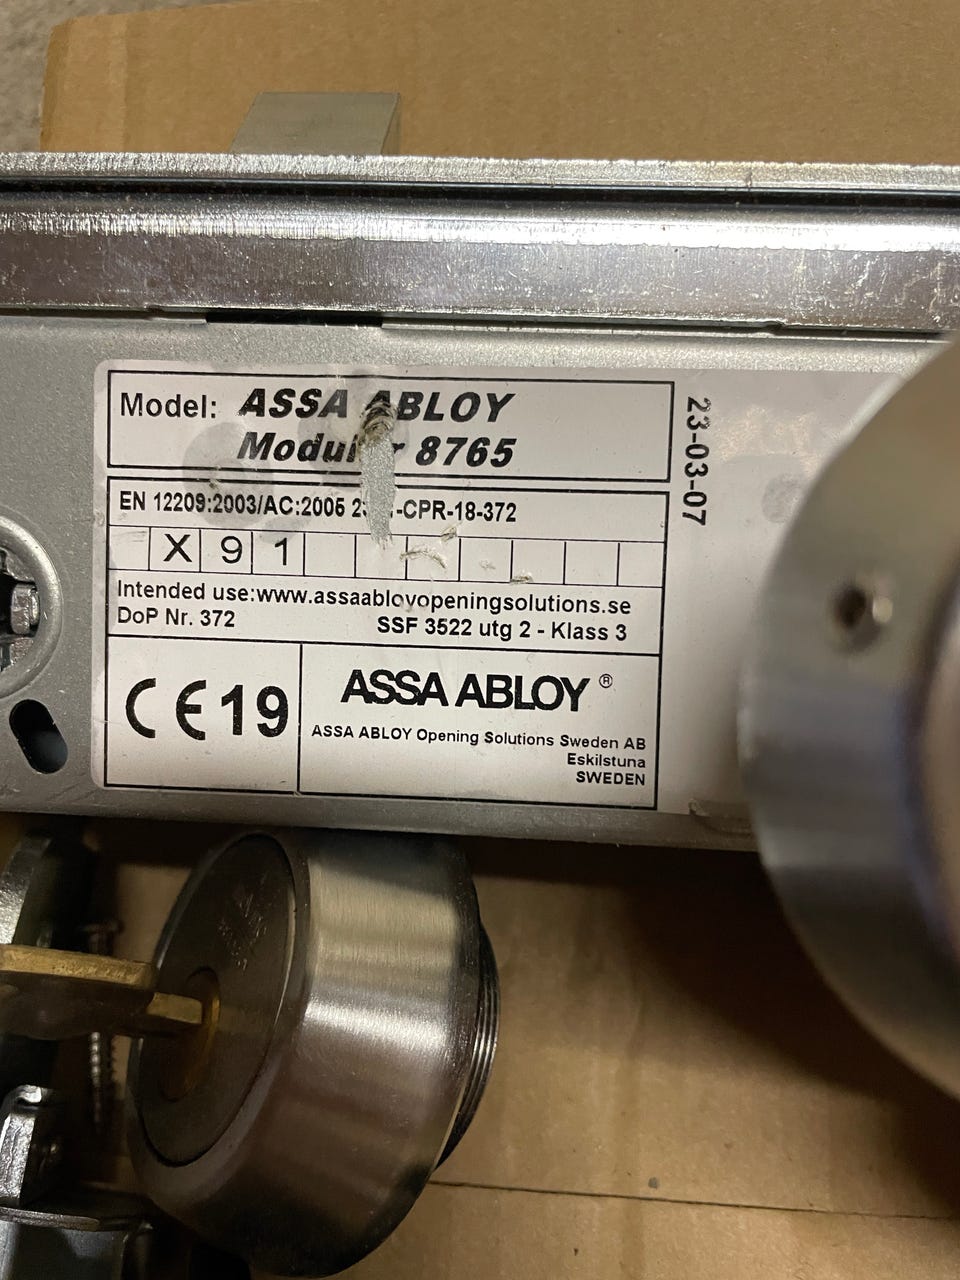 Model: ASSA ABLOY
8765
23-03-07
EN 12209:2003/AC:2005 -CPR-18-372
X 9 1
Intended use:www.assaabloyopeningsolutions.se
DoP Nr. 372
SSF 3522 utg 2 - Klass 3
CE 19
ASSA ABLOY ®
ASSA ABLOY Opening Solutions Sweden AB
Eskilstuna
SWEDEN